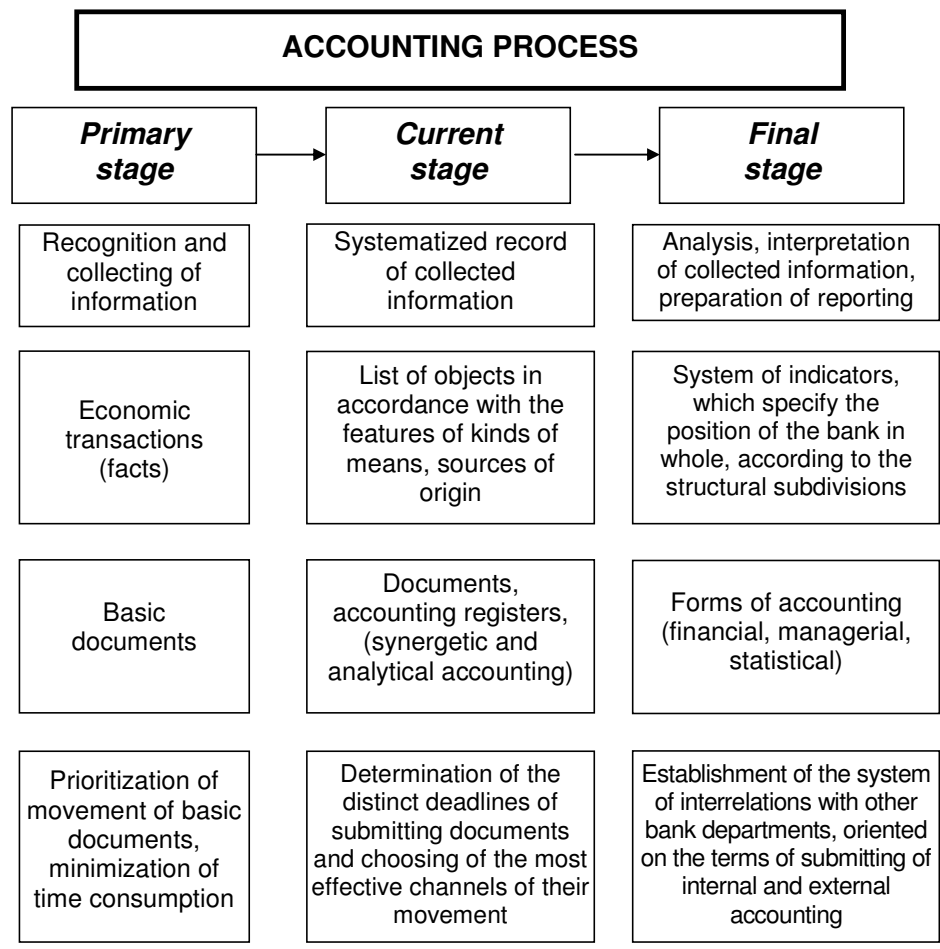 ACCOUNTING PROCESS
Primary
stage
Current
stage
Final
stage
Recognition and
collecting of
information
Systematized record
of collected
information
Analysis, interpretation
of collected information,
preparation of reporting
Economic
transactions
(facts)
List of objects in
accordance with the
features of kinds of
means, sources of
origin
System of indicators,
which specify the
position of the bank in
whole, according to the
structural subdivisions
Basic
documents
Documents,
accounting registers,
(synergetic and
analytical accounting)
Forms of accounting
(financial, managerial,
statistical)
Prioritization of
movement of basic
documents,
minimization of
time consumption
Determination of the
distinct deadlines of
submitting documents
and choosing of the most
effective channels of their
movement
Establishment of the system
of interrelations with other
bank departments, oriented
on the terms of submitting of
internal and external
accounting